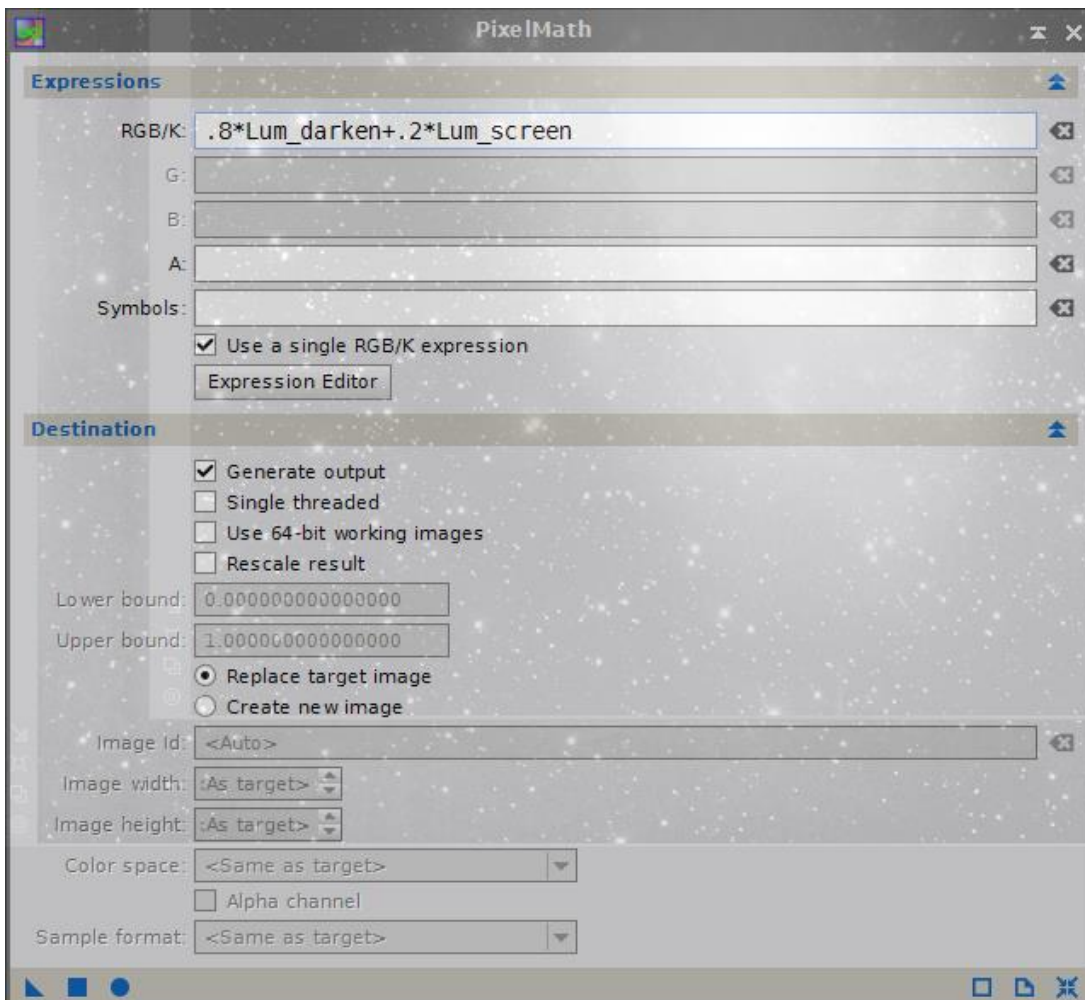 PixelMath
Expressions
RGB/K: .8*Lum_darken+.2*Lum_screen
G:
B:
A:
Symbols:
Use a single RGB/K expression
Expression Editor
Destination
Generate output
Single threaded
Use 64-bit working images
Rescale result
Lower bound: 0.000000000000000
Upper bound: 1.000000000000000
Replace target image
Create new image
Image Id: <Auto>
Image width: :As target>
Image height: :As target>
Color space: <Same as target>
Alpha channel
Sample format: <Same as target>